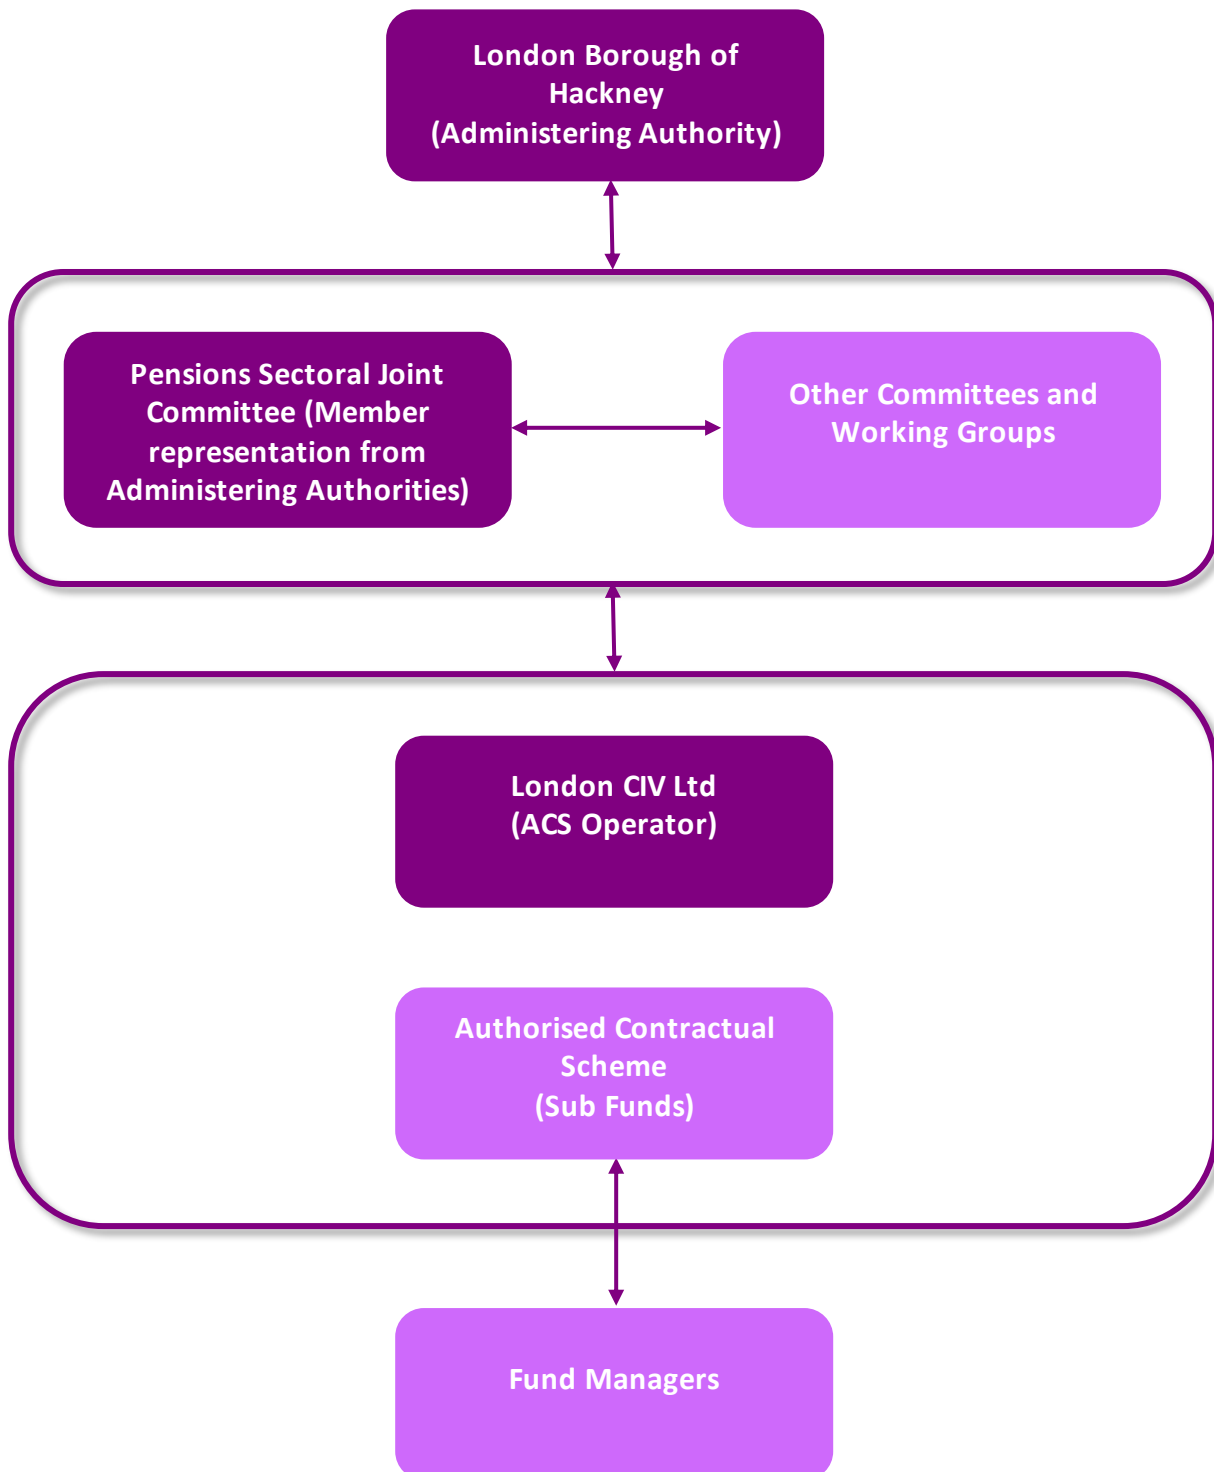 London Borough of
Hackney
(Administering Authority)
Pensions Sectoral Joint
Committee (Member
representation from
Administering Authorities)
Other Committees and
Working Groups
London CIV Ltd
(ACS Operator)
Authorised Contractual
Scheme
(Sub Funds)
Fund Managers